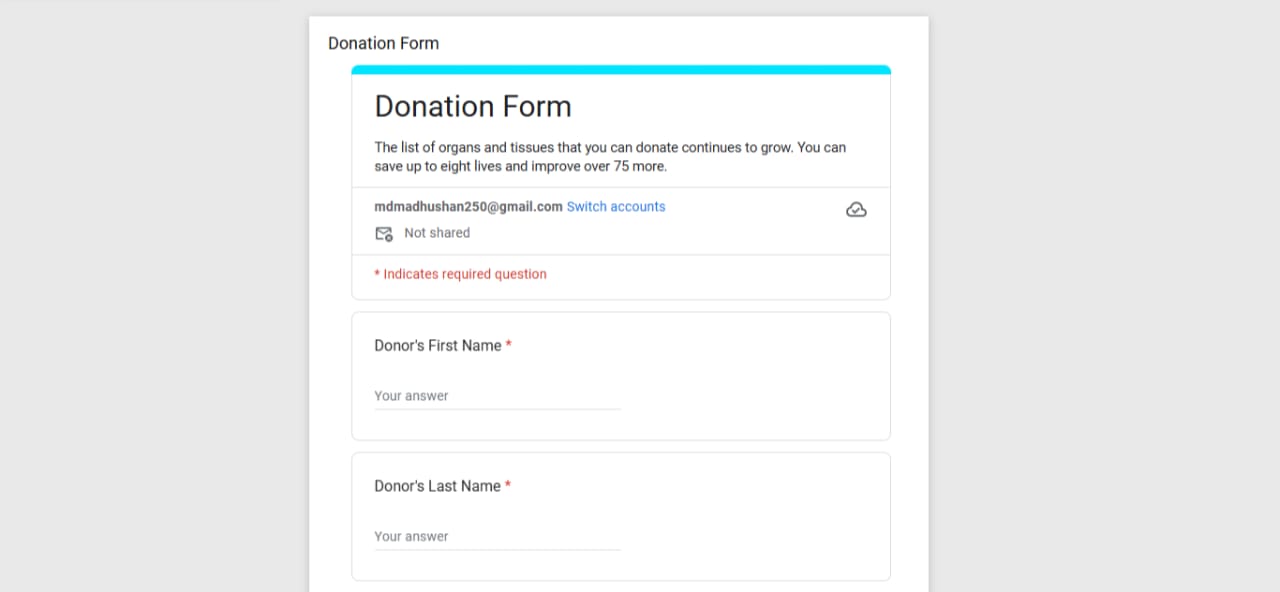 Donation Form
Donation Form
The list of organs and tissues that you can donate continues to grow. You can
save up to eight lives and improve over 75 more.
mdmadhushan250@gmail.com Switch accounts
Not shared
* Indicates required question
Donor's First Name *
Your answer
Donor's Last Name *
Your answer